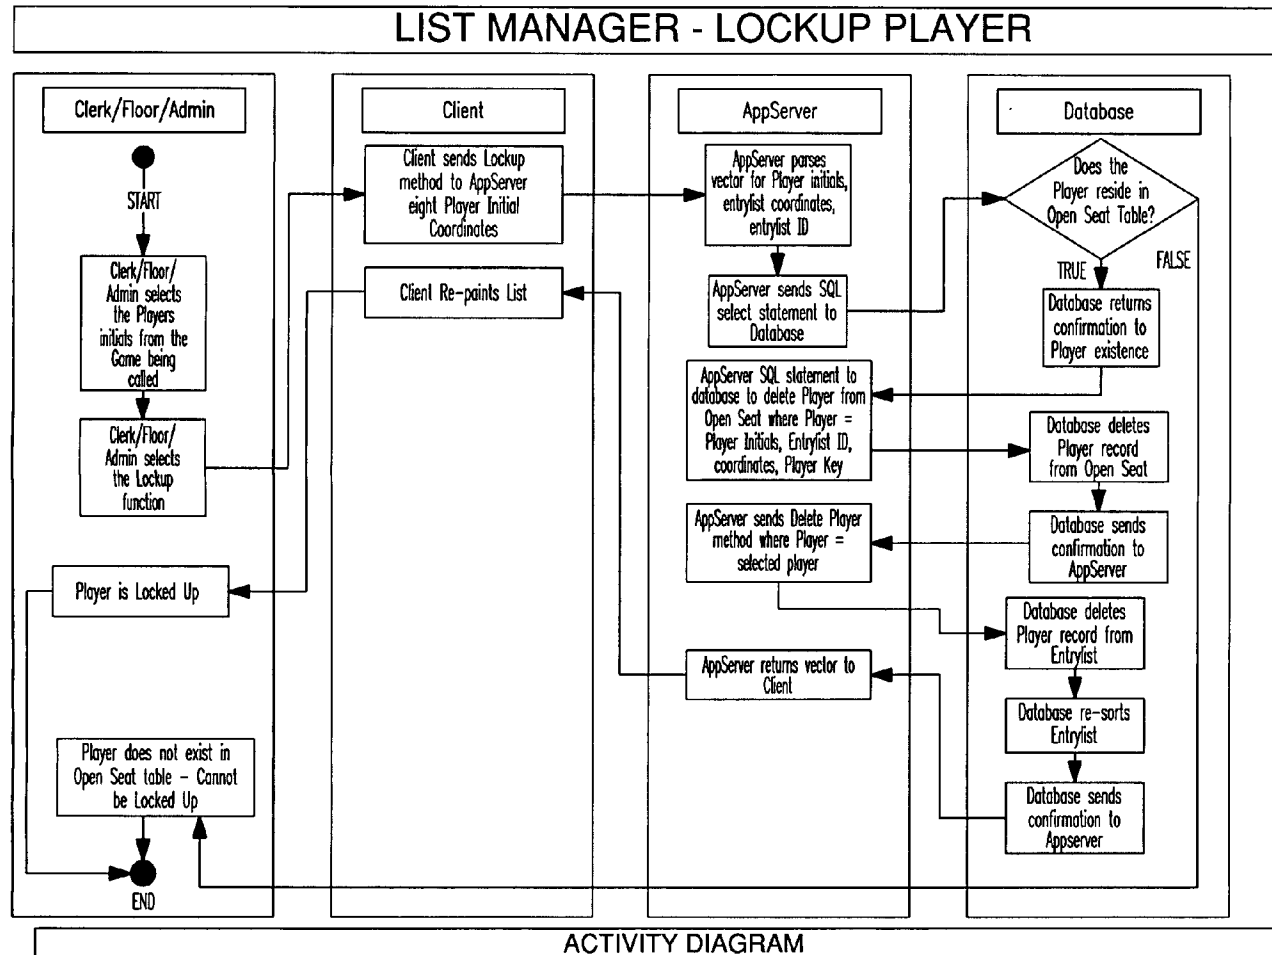 LIST MANAGER - LOCKUP PLAYER
Clerk/Floor/Admin
START
Clerk/Floor/
Admin selects
the Players
initials from the
Game being
called
Clerk/Floor/
Admin selects
the Lockup
function
Player is Locked Up
Player does not exist in
Open Seat table - Cannot
be Locked Up
END
Client
Client sends Lockup
method to AppServer
eight Player Initial
Coordinates
Client Re-paints List
AppServer
AppServer parses
vector for Player initials,
entrylist coordinates,
entrylist ID
AppServer sends SQL
select statement to
Database
AppServer SQL statement to
database to delete Player from
Open Seat where Player =
Player Initials, Entrylist ID,
coordinates, Player Key
AppServer sends Delete Player
method where Player =
selected player
AppServer returns vector to
Client
Database
Does the
Player reside in
Open Seat Table?
TRUE
FALSE
Database returns
confirmation to
Player existence
Database deletes
Player record
from Open Seat
Database sends
confirmation to
AppServer
Database deletes
Player record from
Entrylist
Database re-sorts
Entrylist
Database sends
confirmation to
Appserver
ACTIVITY DIAGRAM